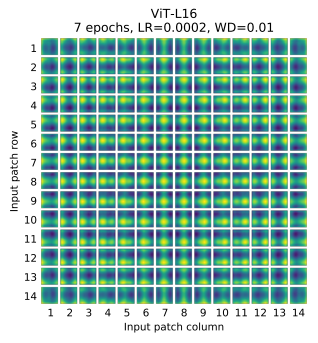 ViT-L16
7 epochs, LR=0.0002, WD=0.01
Input patch row
1
2
3
4
5
6
7
8
9
10
11
12
13
14
1 2 3 4 5 6 7 8 9 10 11 12 13 14
Input patch column